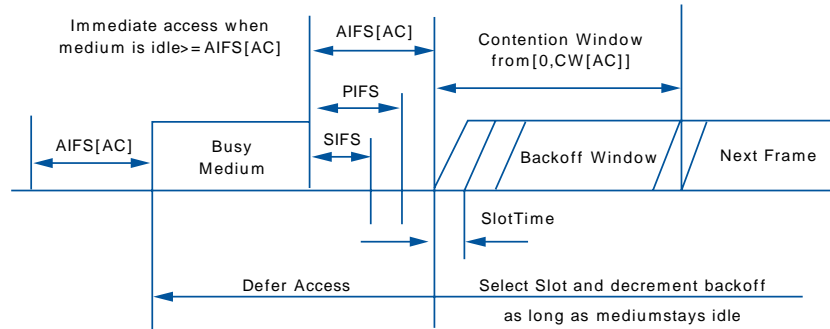 Immediate access when
medium is idle>=AIFS[AC]
AIFS[AC]
Contention Window
from[0,CW[AC]]
PIFS
AIFS[AC]
Busy
Medium
SIFS
Backoff Window
Next Frame
SlotTime
Defer Access
Select Slot and decrement backoff
as long as mediumstays idle